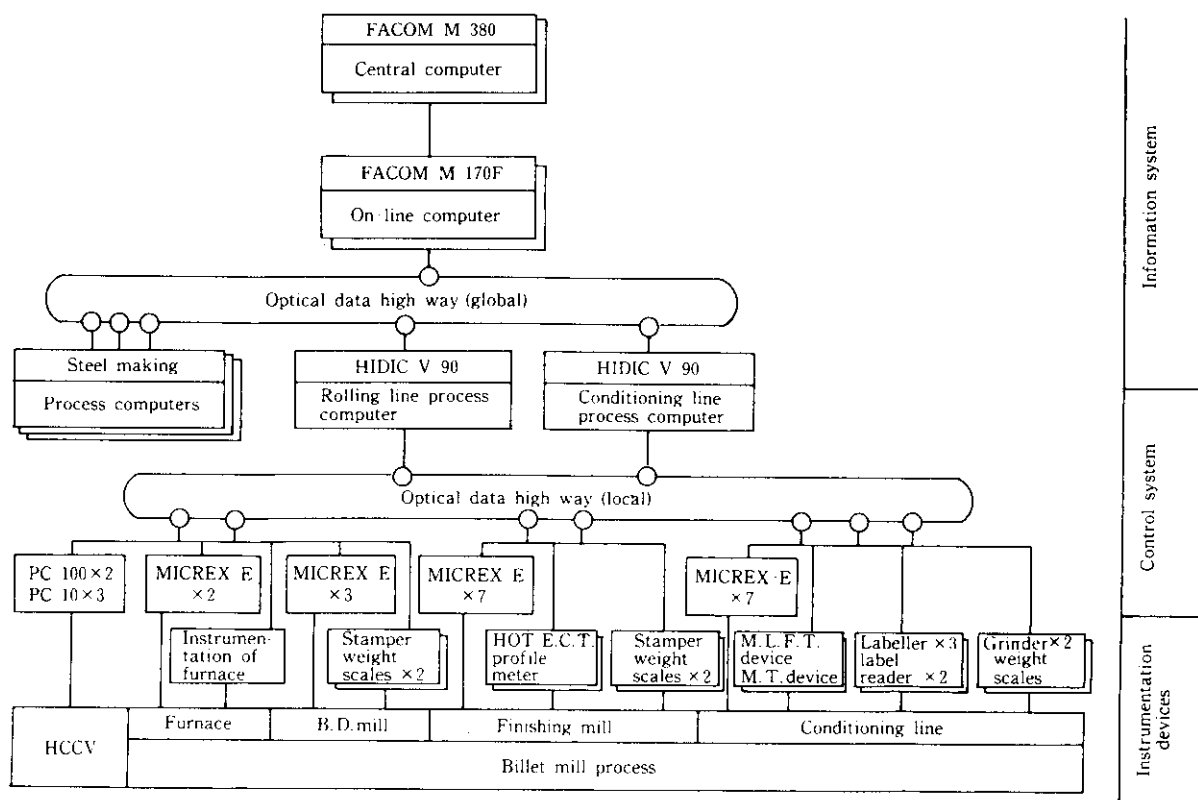 FACOM M 380
Central computer
FACOM M 170F
On-line computer
Optical data high way (global)
Steel making
Process computers
HIDIC V 90
Rolling line process
computer
HIDIC V 90
Conditioning line
process computer
Optical data high way (local)
PC 100×2
PC 10×3
MICREX E
×2
MICREX E
×3
MICREX E
×7
MICREX E
×7
Instrumen-
tation of
furnace
Stamper
weight
scales ×2
HOT E.C.T.
profile
meter
Stamper
weight
scales ×2
M.L.F.T.
device
M.T. device
Labeller ×3
label
reader ×2
Grinder×2
weight
scales
HCCV
Furnace
B.D. mill
Finishing mill
Conditioning line
Billet mill process
Information system
Control system
Instrumentation
devices